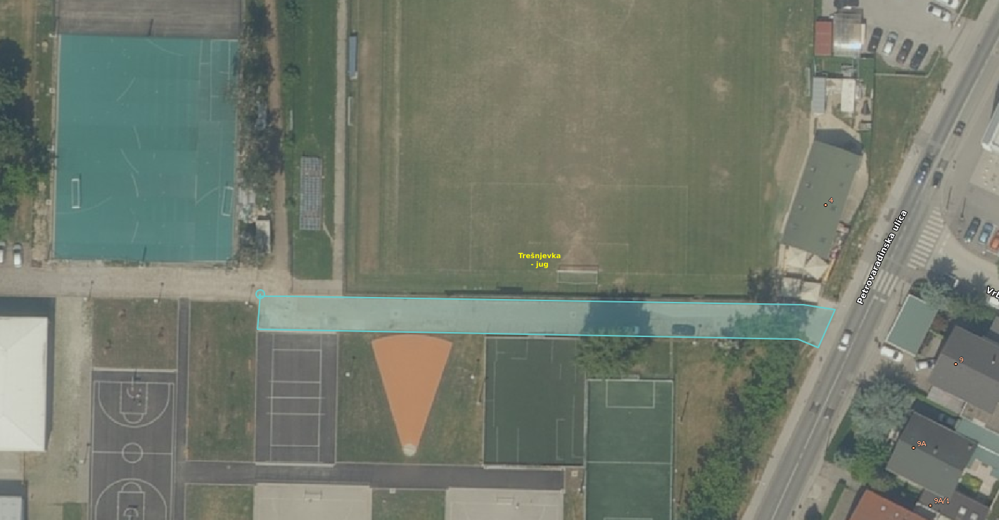 4
Petrovaradinska ulica
Trešnjevka
- jug
9
9A
9A/1